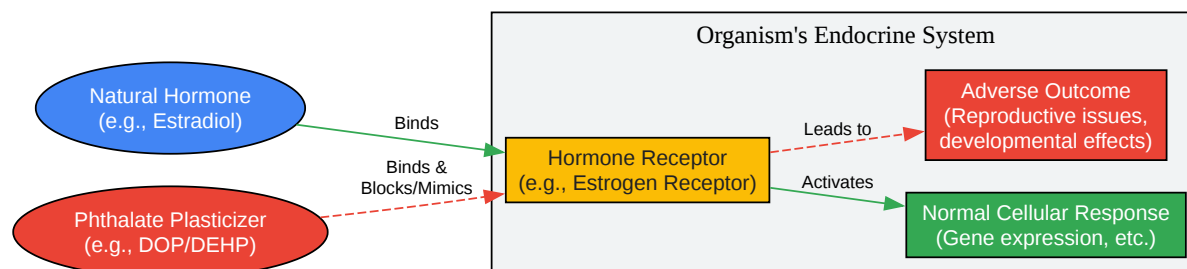 Organism's Endocrine System
Natural Hormone
(e.g., Estradiol)
Binds
Phthalate Plasticizer
(e.g., DOP/DEHP)
Binds &
Blocks/Mimics
Hormone Receptor
(e.g., Estrogen Receptor)
Leads to
Adverse Outcome
(Reproductive issues,
developmental effects)
Activates
Normal Cellular Response
(Gene expression, etc.)